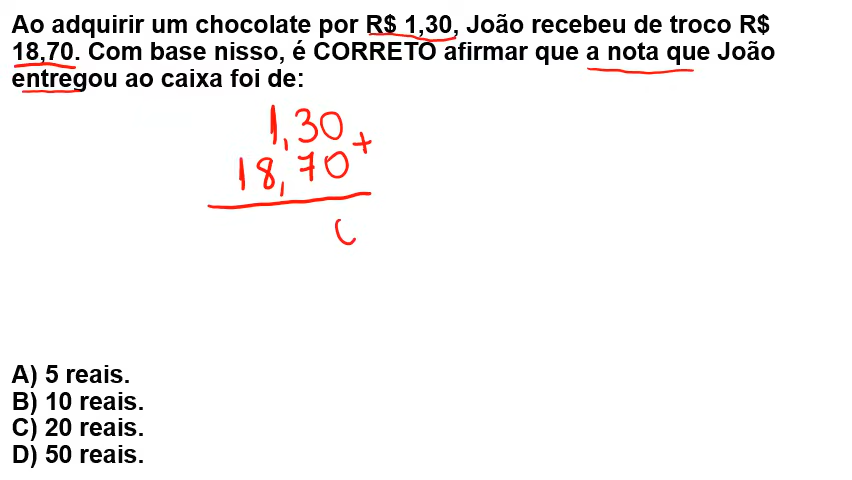 Ao adquirir um chocolate por R$ 1,30, João recebeu de troco R$
18,70. Com base nisso, é CORRETO afirmar que a nota que João
entregou ao caixa foi de:
1,30
+
18,70
A) 5 reais.
B) 10 reais.
C) 20 reais.
D) 50 reais.